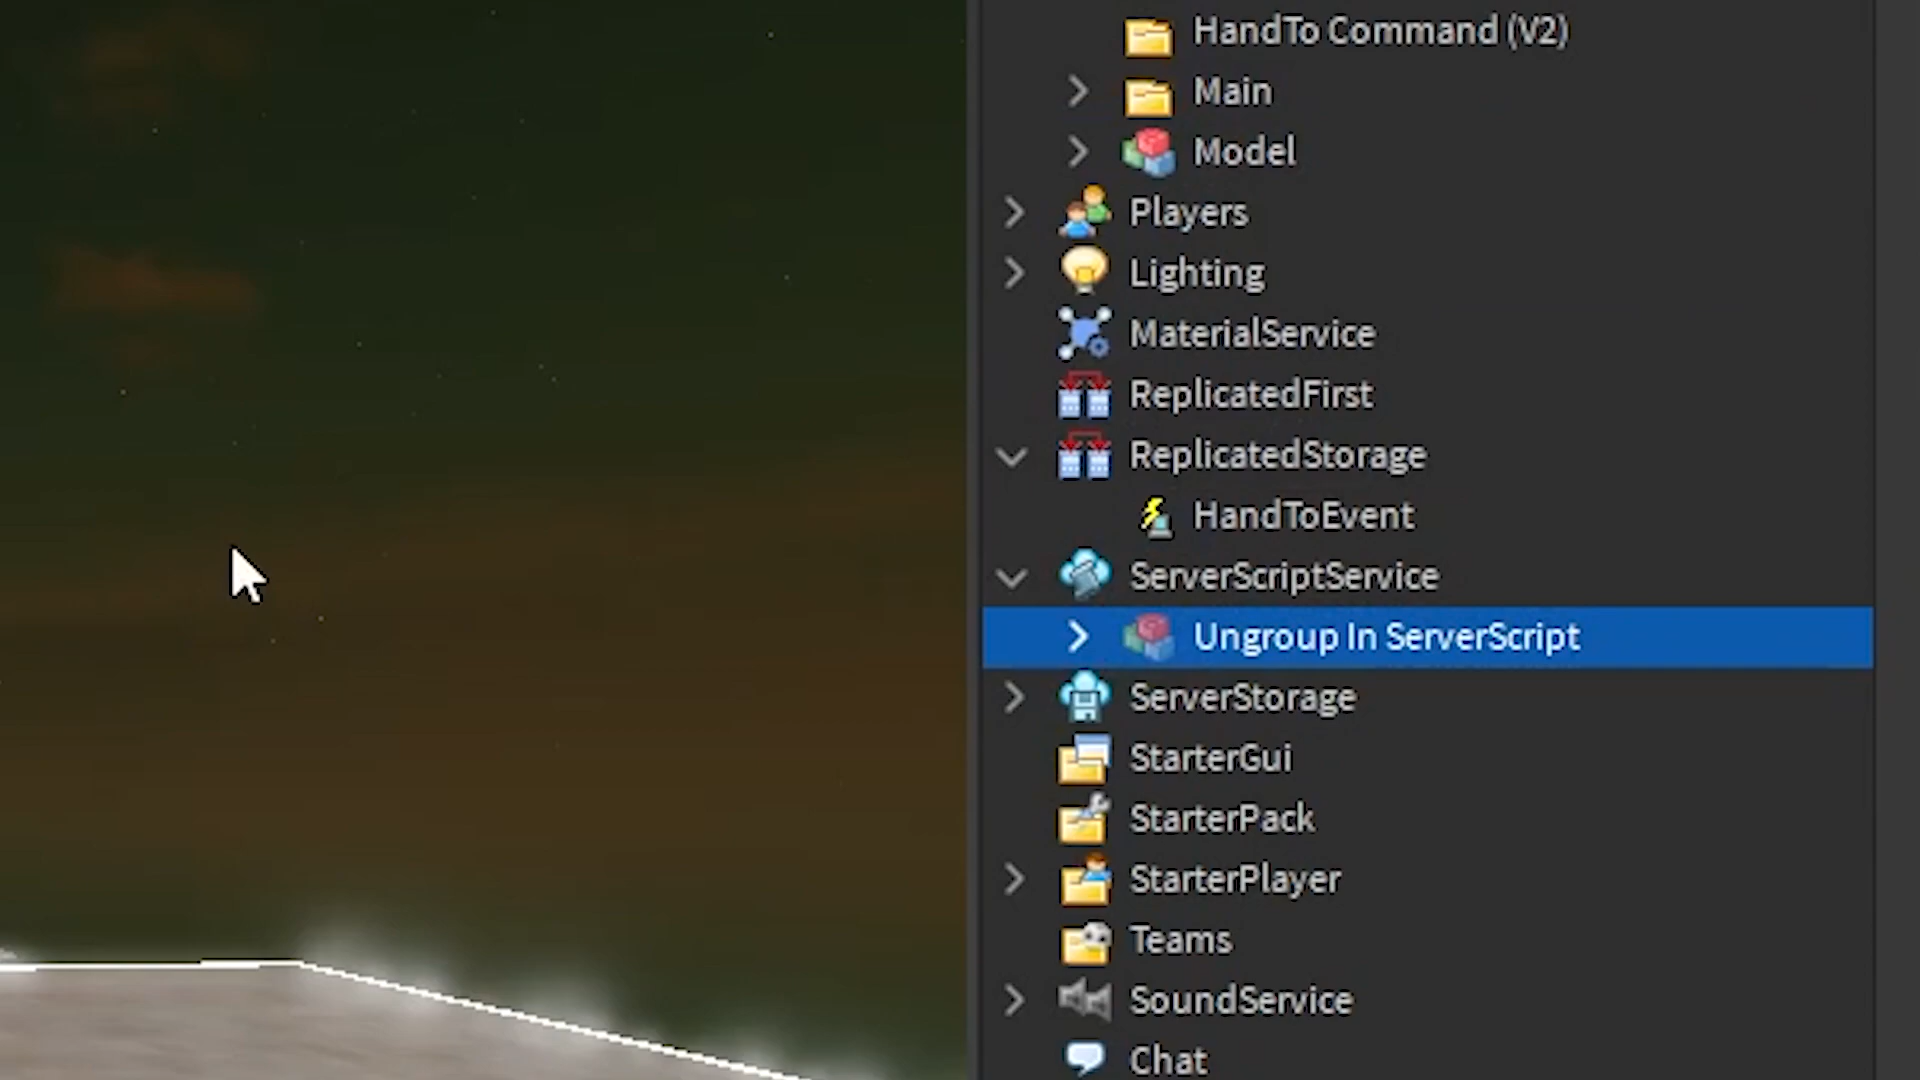 HandTo Command (V2)
Main
Model
Players
Lighting
MaterialService
ReplicatedFirst
ReplicatedStorage
HandToEvent
ServerScriptService
Ungroup In ServerScript
ServerStorage
StarterGui
StarterPack
StarterPlayer
Teams
SoundService
Chat